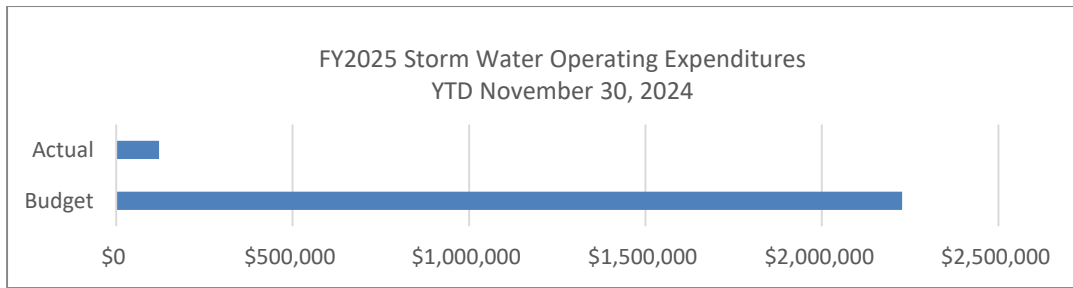 FY2025 Storm Water Operating Expenditures
YTD November 30, 2024
Actual
Budget
$0 $500,000 $1,000,000 $1,500,000 $2,000,000 $2,500,000